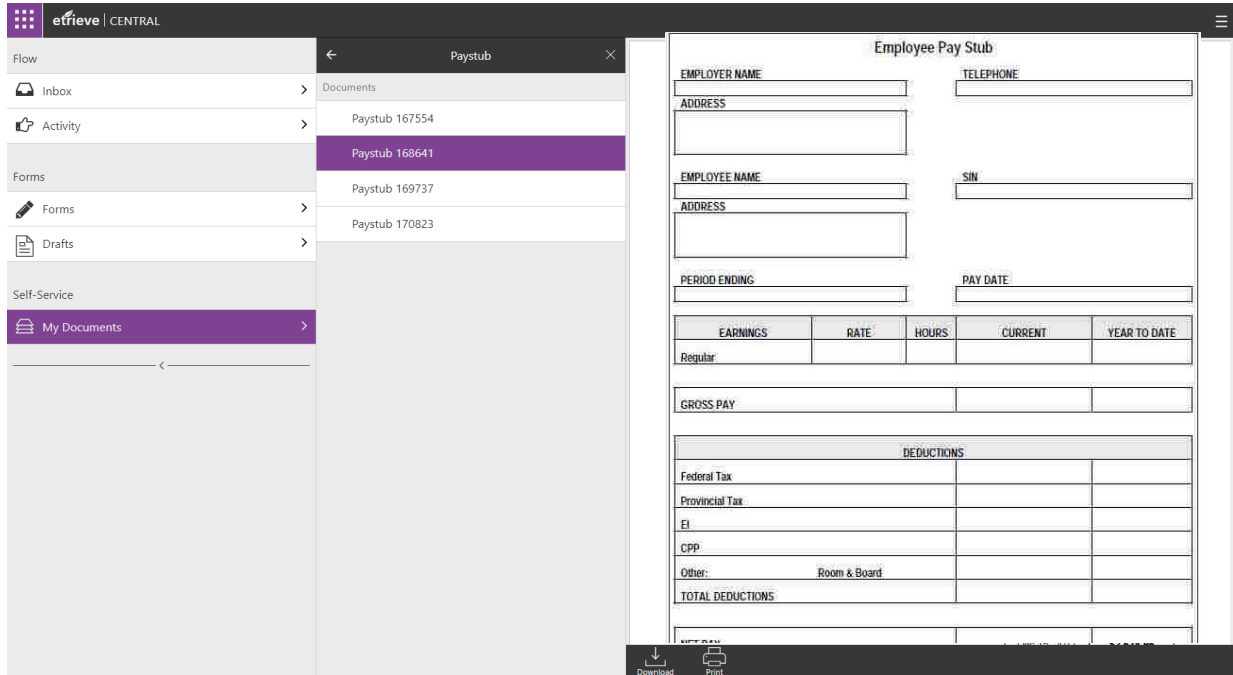 etrieve | CENTRAL
Flow
Inbox
Activity
Forms
Forms
Drafts
Self-Service
My Documents
Paystub
Documents
Paystub 167554
Paystub 168641
Paystub 169737
Paystub 170823
Employee Pay Stub
EMPLOYER NAME TELEPHONE
ADDRESS
EMPLOYEE NAME SIN
ADDRESS
PERIOD ENDING PAY DATE
EARNINGS RATE HOURS CURRENT YEAR TO DATE
Regular
GROSS PAY
DEDUCTIONS
Federal Tax
Provincial Tax
EI
CPP
Other: Room & Board
TOTAL DEDUCTIONS
NET PAY
Download Print